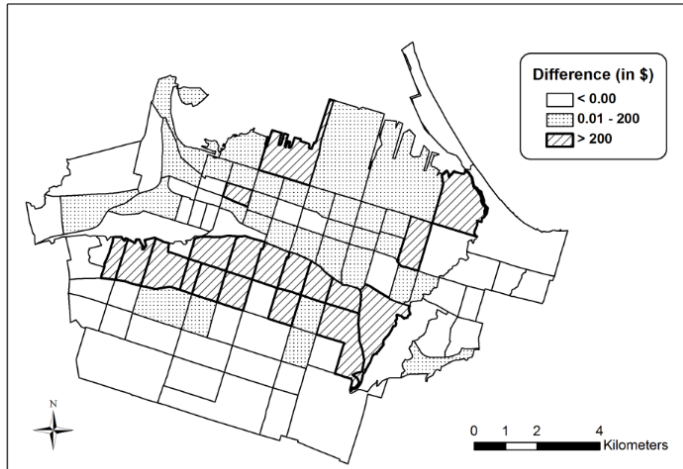 Difference (in $)
< 0.00
0.01 - 200
> 200
N
0 1 2 4
Kilometers